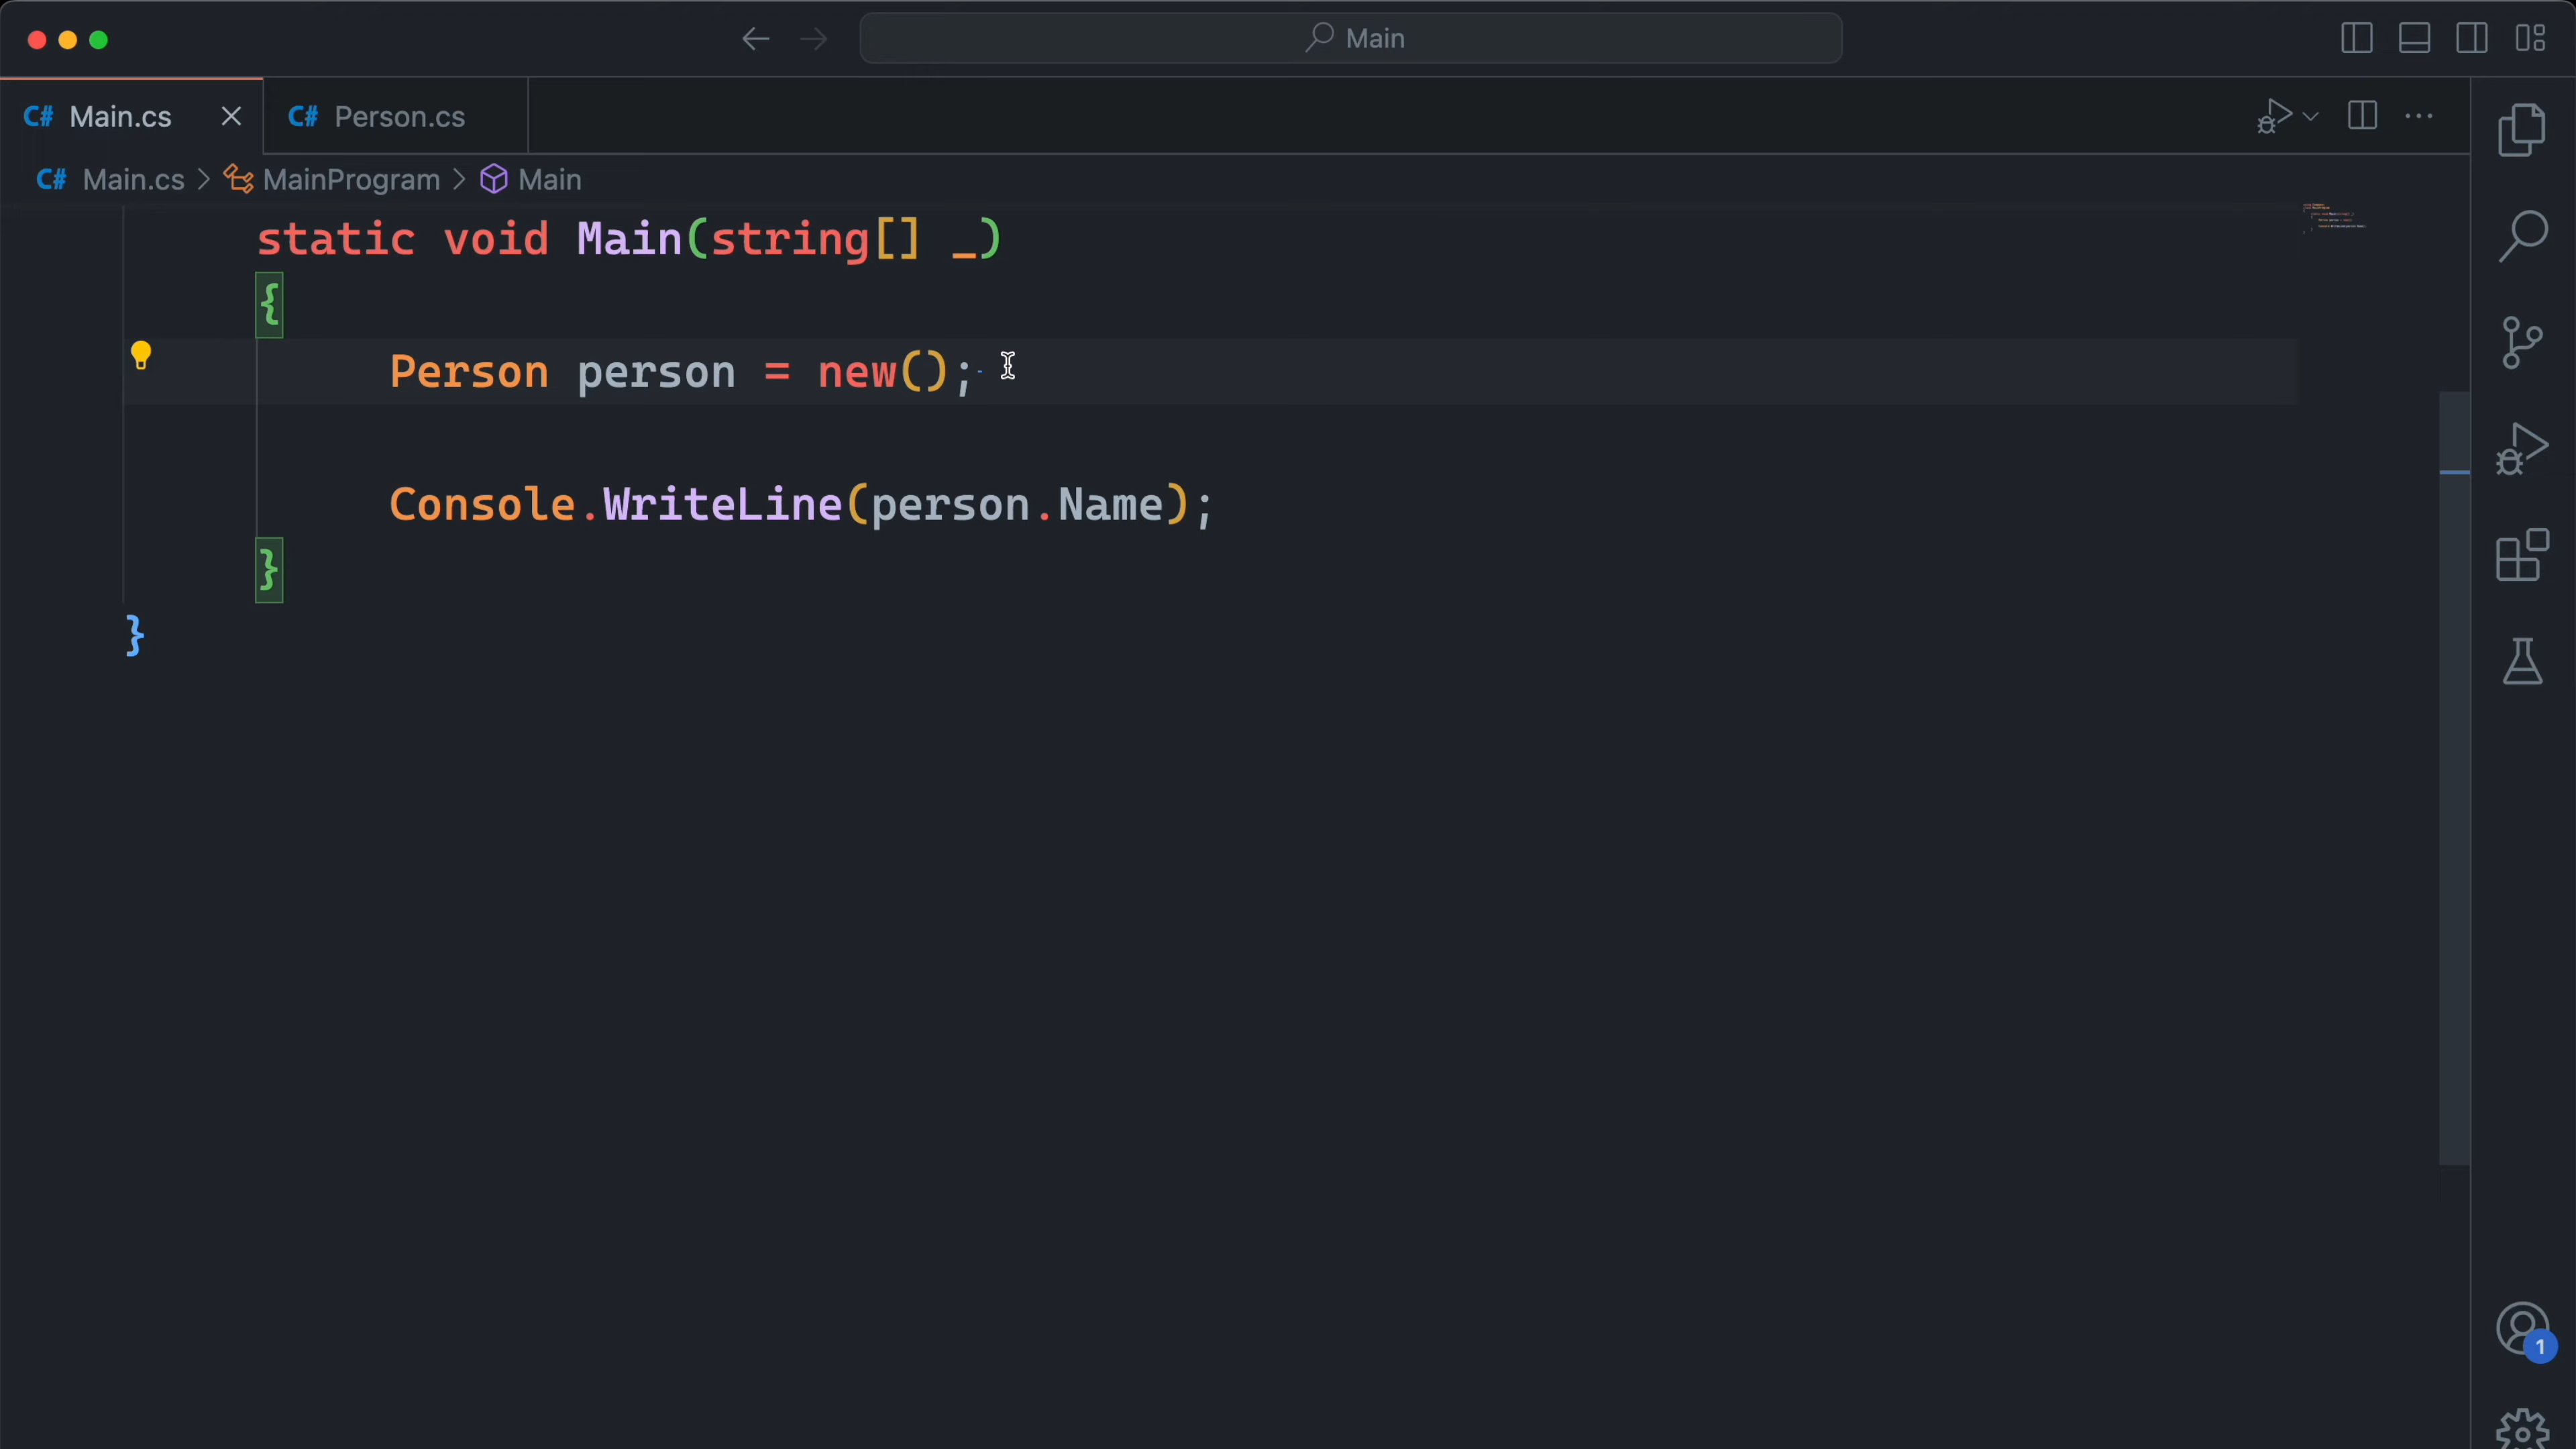 Main
C# Main.cs
C# Person.cs
C# Main.cs > MainProgram > Main
static void Main(string[] _)
{
Person person = new();
Console.WriteLine(person.Name);
}
}
1